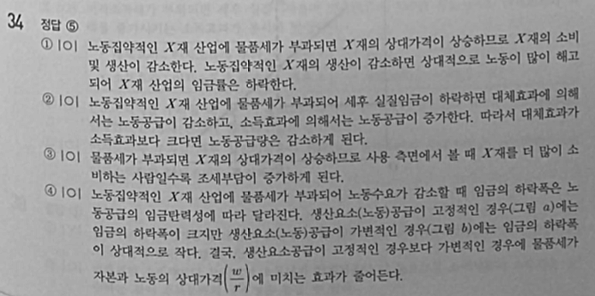 34 정답 ⑤
① |O| 노동집약적인 X재 산업에 물품세가 부과되면 X재의 상대가격이 상승하므로 X재의 소비
및 생산이 감소한다. 노동집약적인 X재의 생산이 감소하면 상대적으로 노동이 많이 해고
되어 X재 산업의 임금률은 하락한다.
② |O| 노동집약적인 X재 산업에 물품세가 부과되어 세후 실질임금이 하락하면 대체효과에 의해
서는 노동공급이 감소하고, 소득효과에 의해서는 노동공급이 증가한다. 따라서 대체효과가
소득효과보다 크다면 노동공급량은 감소하게 된다.
③ |O| 물품세가 부과되면 X재의 상대가격이 상승하므로 사용 측면에서 볼 때 X재를 더 많이 소
비하는 사람일수록 조세부담이 증가하게 된다.
④ |O| 노동집약적인 X재 산업에 물품세가 부과되어 노동수요가 감소할 때 임금의 하락폭은 노
동공급의 임금탄력성에 따라 달라진다. 생산요소(노동)공급이 고정적인 경우(그림 a)에는
임금의 하락폭이 크지만 생산요소(노동)공급이 가변적인 경우(그림 b)에는 임금의 하락폭
이 상대적으로 작다. 결국, 생산요소공급이 고정적인 경우보다 가변적인 경우에 물품세가
자본과 노동의 상대가격(w/r)에 미치는 효과가 줄어든다.